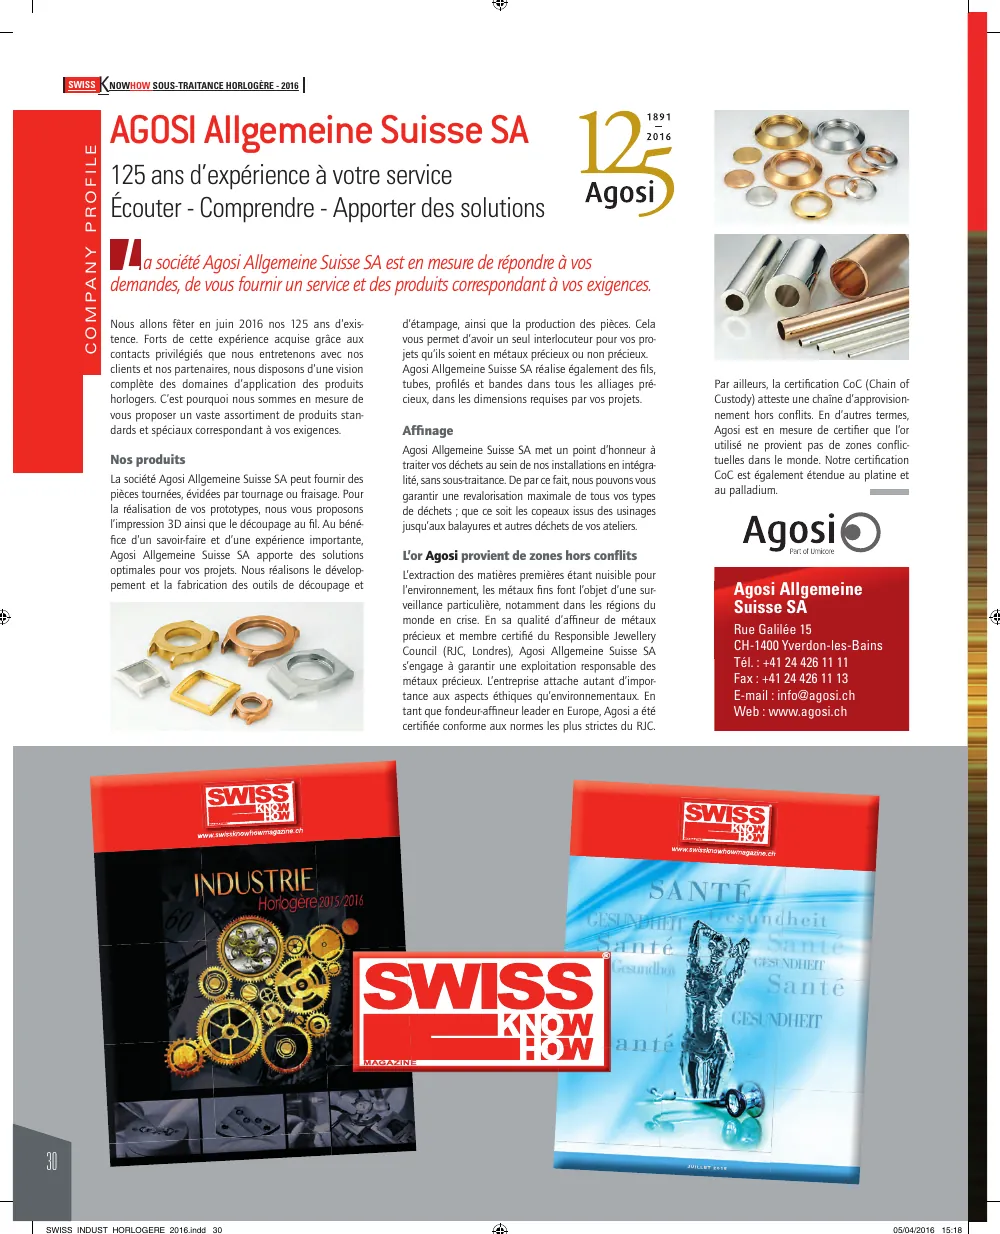 SWISS KNOWHOW SOUS-TRAITANCE HORLOGÈRE - 2016
COMPANY PROFILE
AGOSI Allgemeine Suisse SA
125 ans d’expérience à votre service
Écouter - Comprendre - Apporter des solutions
125
1891
–
2016
Agosi
La société Agosi Allgemeine Suisse SA est en mesure de répondre à vos
demandes, de vous fournir un service et des produits correspondant à vos exigences.
Nous allons fêter en juin 2016 nos 125 ans d’exis-
tence. Forts de cette expérience acquise grâce aux
contacts privilégiés que nous entretenons avec nos
clients et nos partenaires, nous disposons d’une vision
complète des domaines d’application des produits
horlogers. C’est pourquoi nous sommes en mesure de
vous proposer un vaste assortiment de produits stan-
dards et spéciaux correspondant à vos exigences.
Nos produits
La société Agosi Allgemeine Suisse SA peut fournir des
pièces tournées, évidées par tournage ou fraisage. Pour
la réalisation de vos prototypes, nous vous proposons
l’impression 3D ainsi que le découpage au fil. Au béné-
fice d’un savoir-faire et d’une expérience importante,
Agosi Allgemeine Suisse SA apporte des solutions
optimales pour vos projets. Nous réalisons le dévelop-
pement et la fabrication des outils de découpage et
d’étampage, ainsi que la production des pièces. Cela
vous permet d’avoir un seul interlocuteur pour vos pro-
jets qu’ils soient en métaux précieux ou non précieux.
Agosi Allgemeine Suisse SA réalise également des fils,
tubes, profilés et bandes dans tous les alliages pré-
cieux, dans les dimensions requises par vos projets.
Affinage
Agosi Allgemeine Suisse SA met un point d’honneur à
traiter vos déchets au sein de nos installations en intégra-
lité, sans sous-traitance. De par ce fait, nous pouvons vous
garantir une revalorisation maximale de tous vos types
de déchets ; que ce soit les copeaux issus des usinages
jusqu’aux balayures et autres déchets de vos ateliers.
L’or Agosi provient de zones hors conflits
L’extraction des matières premières étant nuisible pour
l’environnement, les métaux fins font l’objet d’une sur-
veillance particulière, notamment dans les régions du
monde en crise. En sa qualité d’affineur de métaux
précieux et membre certifié du Responsible Jewellery
Council (RJC, Londres), Agosi Allgemeine Suisse SA
s’engage à garantir une exploitation responsable des
métaux précieux. L’entreprise attache autant d’impor-
tance aux aspects éthiques qu’environnementaux. En
tant que fondeur-affineur leader en Europe, Agosi a été
certifiée conforme aux normes les plus strictes du RJC.
Par ailleurs, la certification CoC (Chain of
Custody) atteste une chaîne d’approvision-
nement hors conflits. En d’autres termes,
Agosi est en mesure de certifier que l’or
utilisé ne provient pas de zones conflic-
tuelles dans le monde. Notre certification
CoC est également étendue au platine et
au palladium.
Agosi
Part of Umicore
Agosi Allgemeine
Suisse SA
Rue Galilée 15
CH-1400 Yverdon-les-Bains
Tél. : +41 24 426 11 11
Fax : +41 24 426 11 13
E-mail : info@agosi.ch
Web : www.agosi.ch
SWISS
KNOW
HOW
www.swissknowhowmagazine.ch
INDUSTRIE
Horlogère 2015/2016
60
SWISS
KNOW
HOW
www.swissknowhowmagazine.ch
SANTÉ
GESUNDHEIT Gesundheit
Santé Santé
Gesundheit GESUNDHEIT
Santé
GESUNDHEIT
Santé
JUILLET 2015
SWISS ®
KNOW
HOW
MAGAZINE
30
SWISS INDUST HORLOGERE 2016.indd 30
05/04/2016 15:18